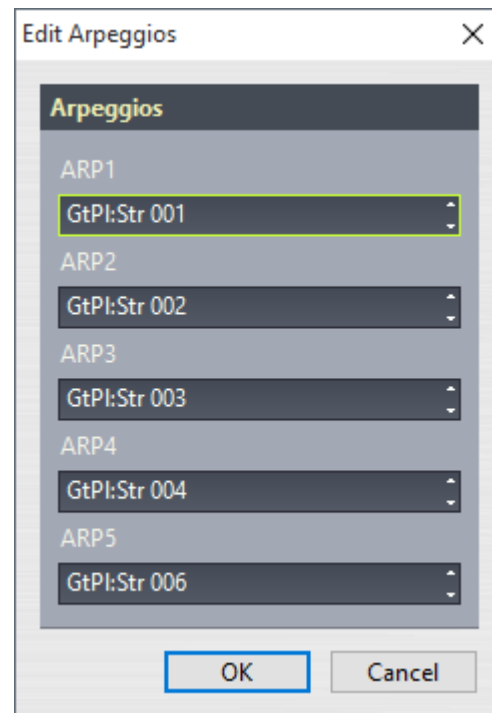 Edit Arpeggios
Arpeggios
ARP1
GtPl:Str 001
ARP2
GtPl:Str 002
ARP3
GtPl:Str 003
ARP4
GtPl:Str 004
ARP5
GtPl:Str 006
OK
Cancel